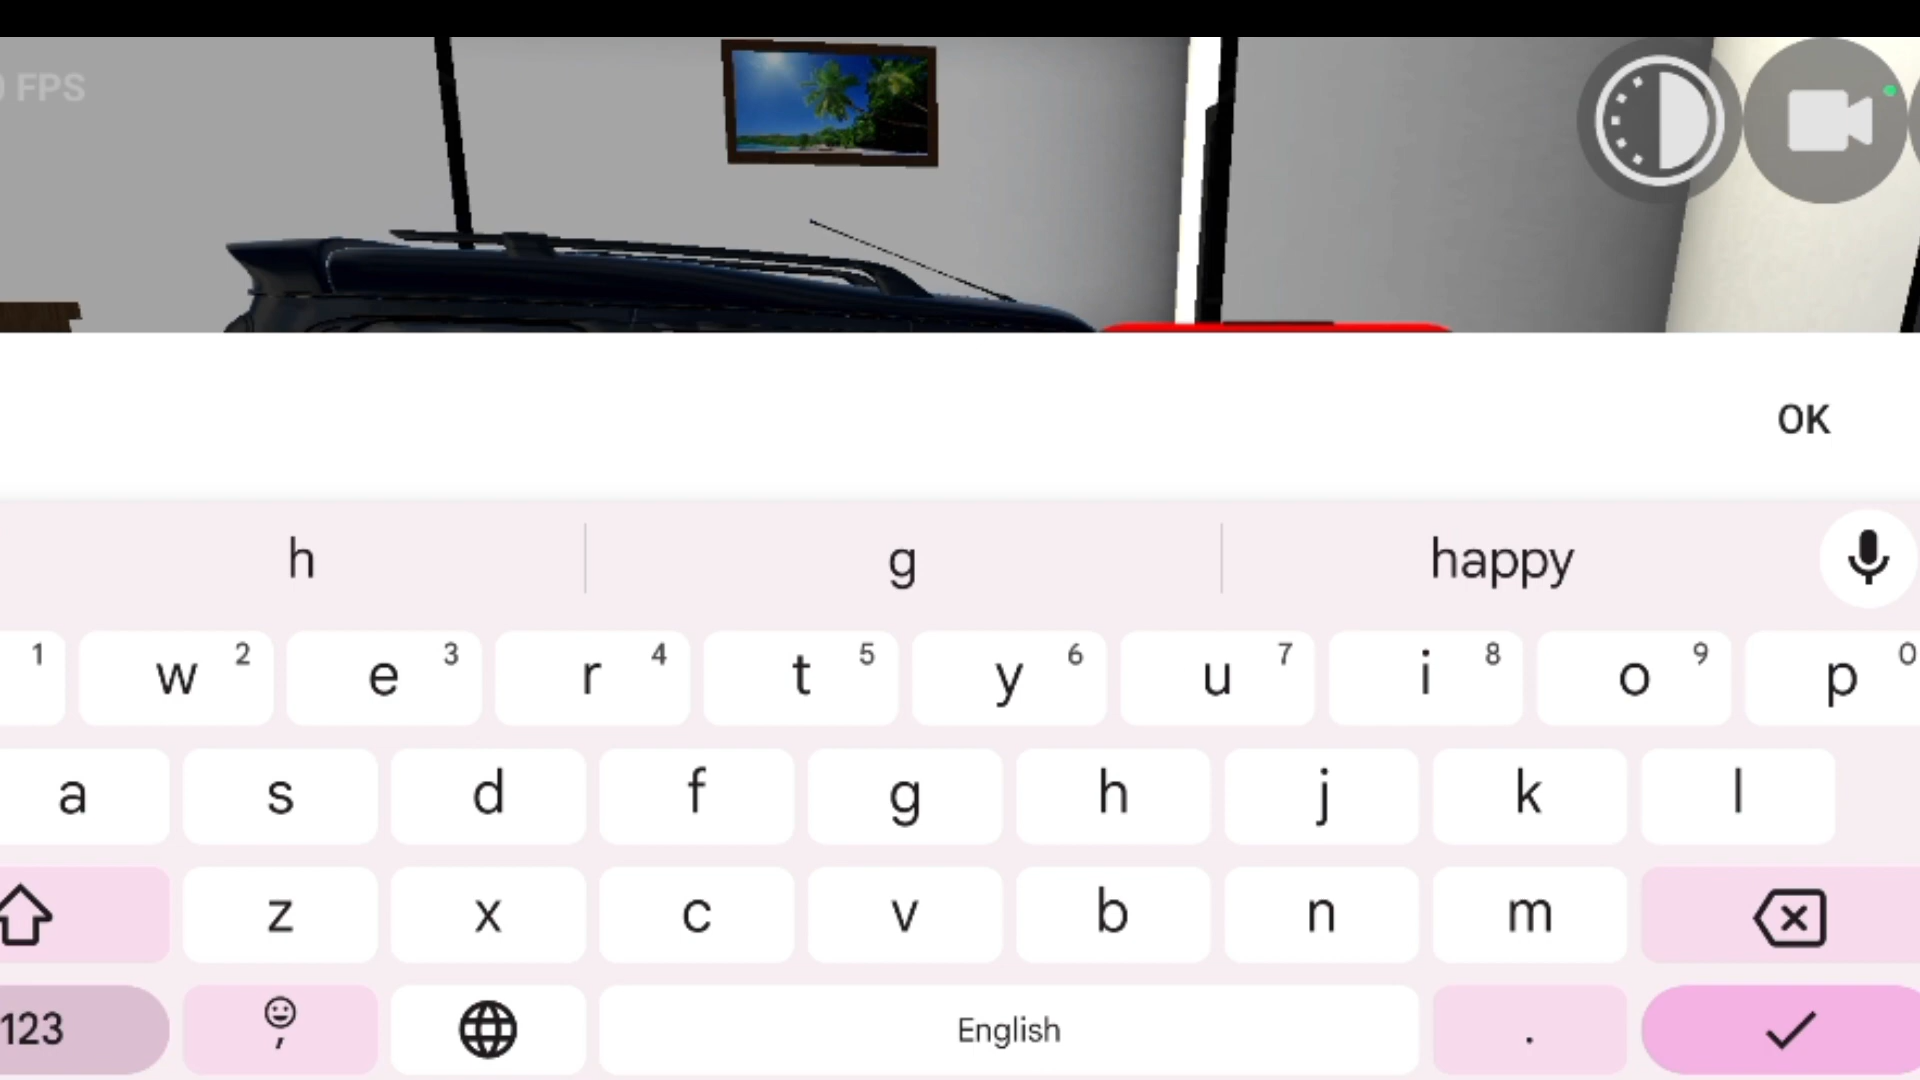 FPS
OK
h g happy
1 w 2 e 3 r 4 t 5 y 6 u 7 i 8 o 9 p 0
a s d f g h j k l
z x c v b n m
123 , English .